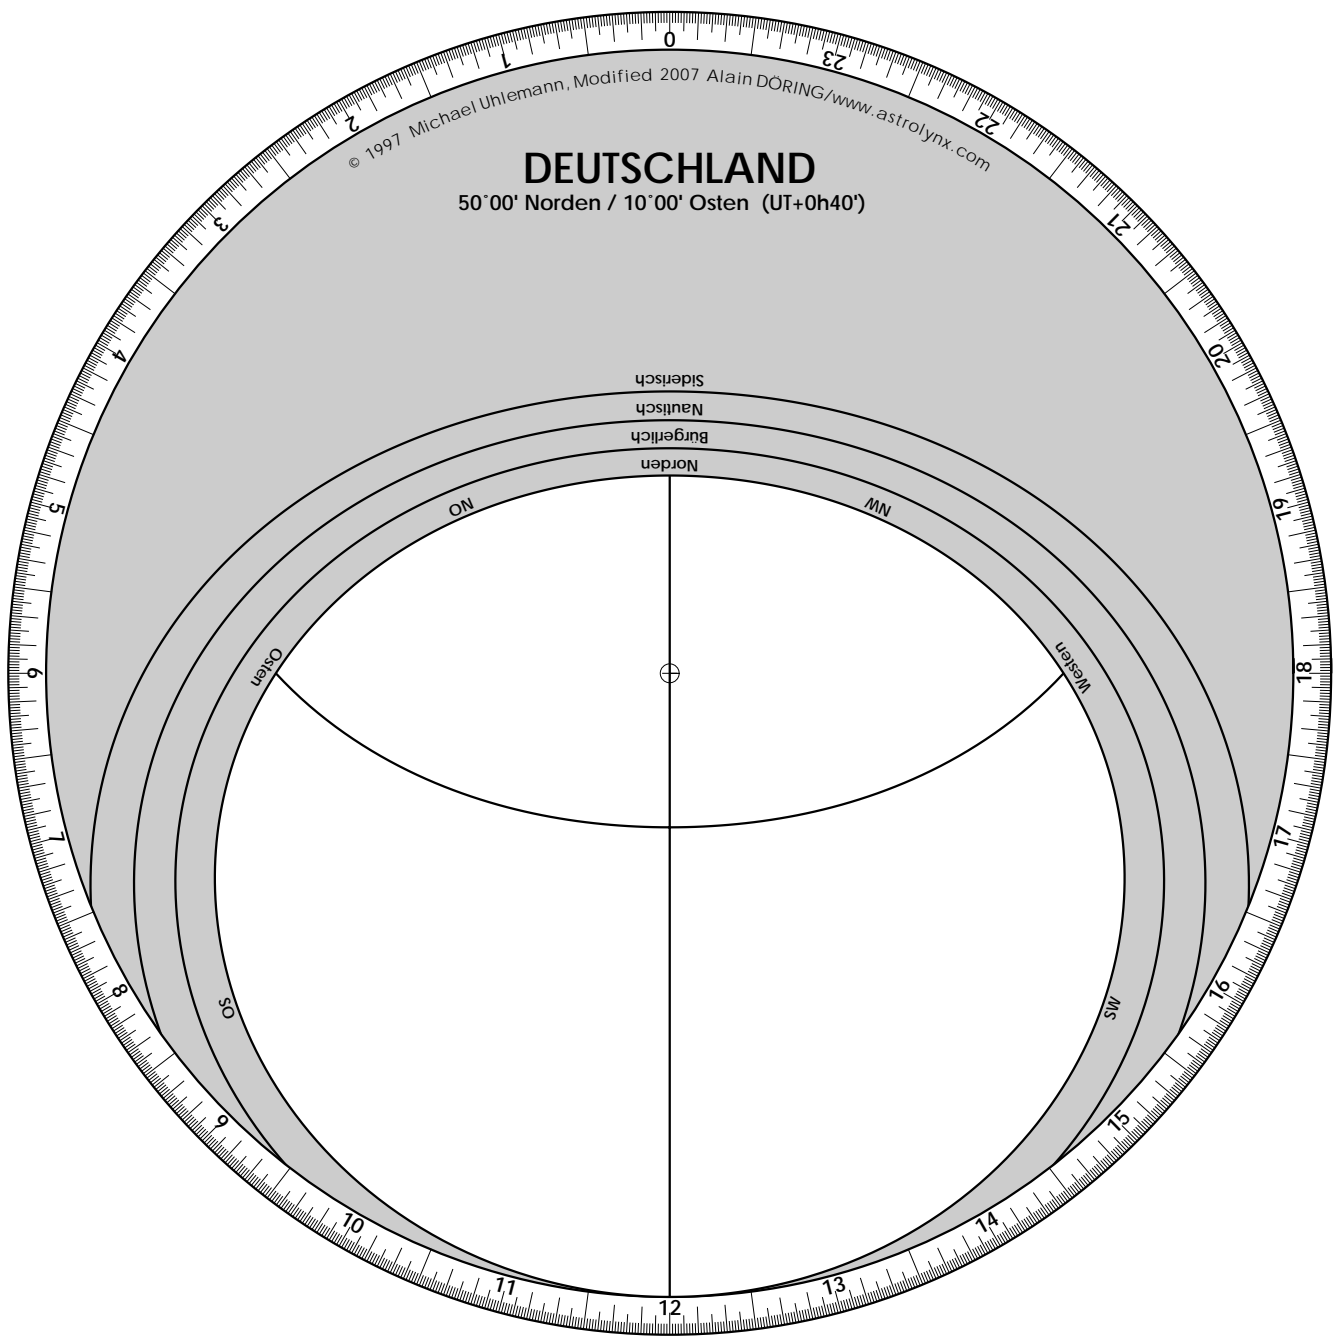 0
23
22
21
20
19
18
17
16
15
14
13
12
11
10
9
8
7
6
5
4
3
2
1
© 1997 Michael Uhlemann, Modified 2007 Alain DÖRING/www.astrolynx.com
DEUTSCHLAND
50°00' Norden / 10°00' Osten (UT+0h40')
Siderisch
Nautisch
Bürgerlich
Norden
NO
NW
Osten
Westen
SO
SW